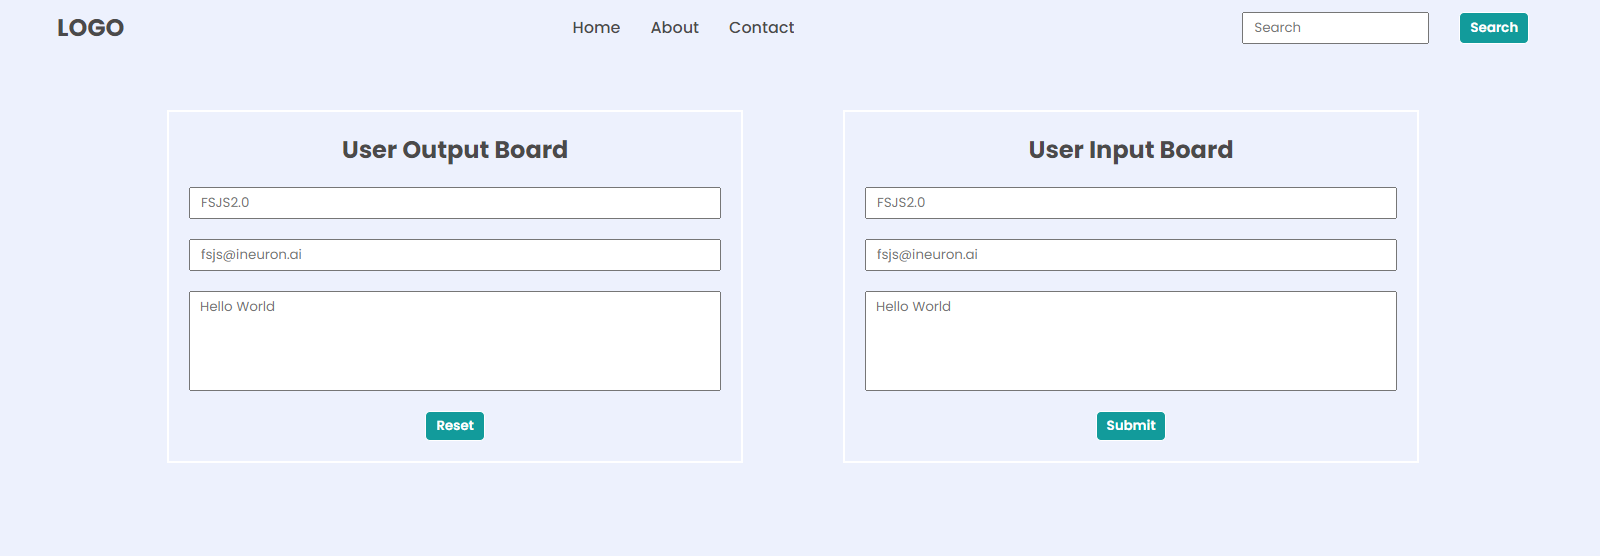 LOGO
Home About Contact
Search Search
User Output Board
FSJS2.0
fsjs@ineuron.ai
Hello World
Reset
User Input Board
FSJS2.0
fsjs@ineuron.ai
Hello World
Submit